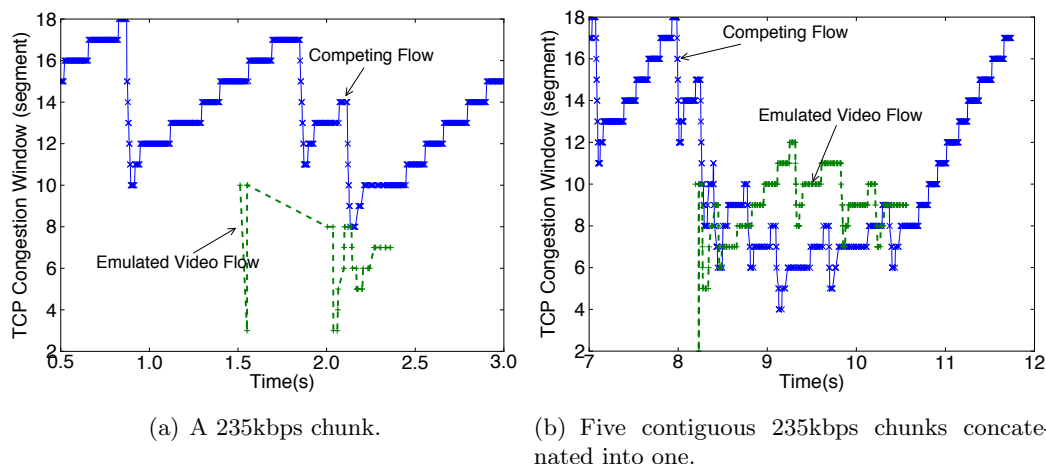 TCP Congestion Window (segment)
18
16
14
12
10
8
6
4
2
0.5
1.0
1.5
2.0
2.5
3.0
Time(s)
Competing Flow
Emulated Video Flow
(a) A 235kbps chunk.
TCP Congestion Window (segment)
18
16
14
12
10
8
6
4
2
7
8
9
10
11
12
Time(s)
Competing Flow
Emulated Video Flow
(b) Five contiguous 235kbps chunks concate-
nated into one.